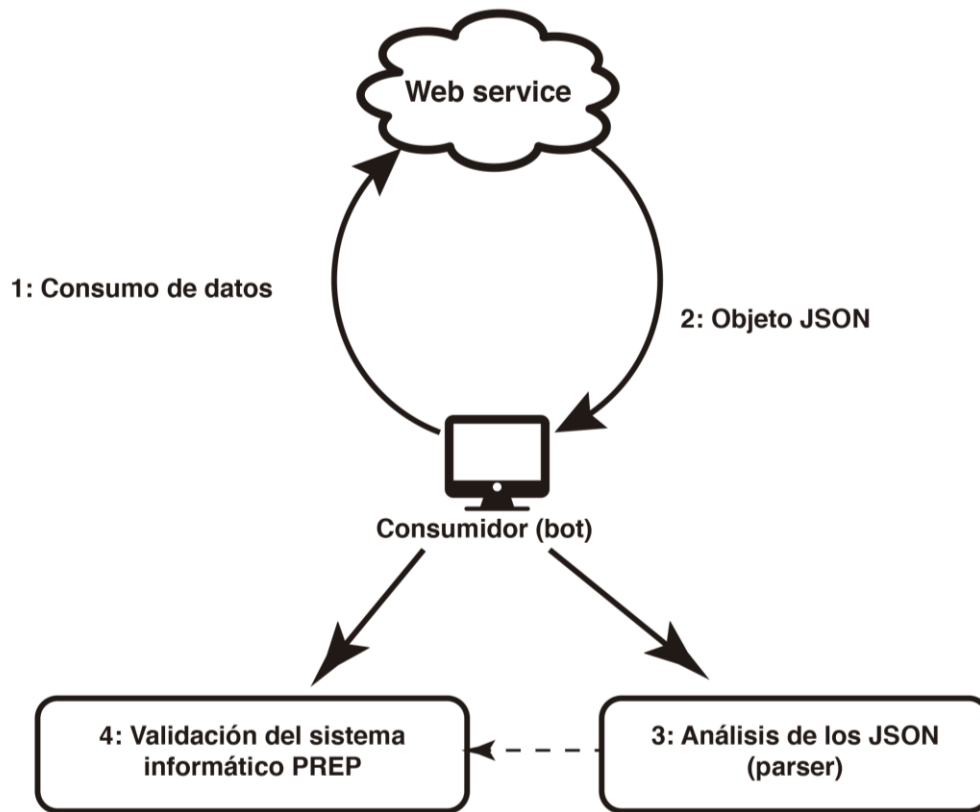 Web service
1: Consumo de datos
2: Objeto JSON
Consumidor (bot)
4: Validación del sistema
informático PREP
3: Análisis de los JSON
(parser)